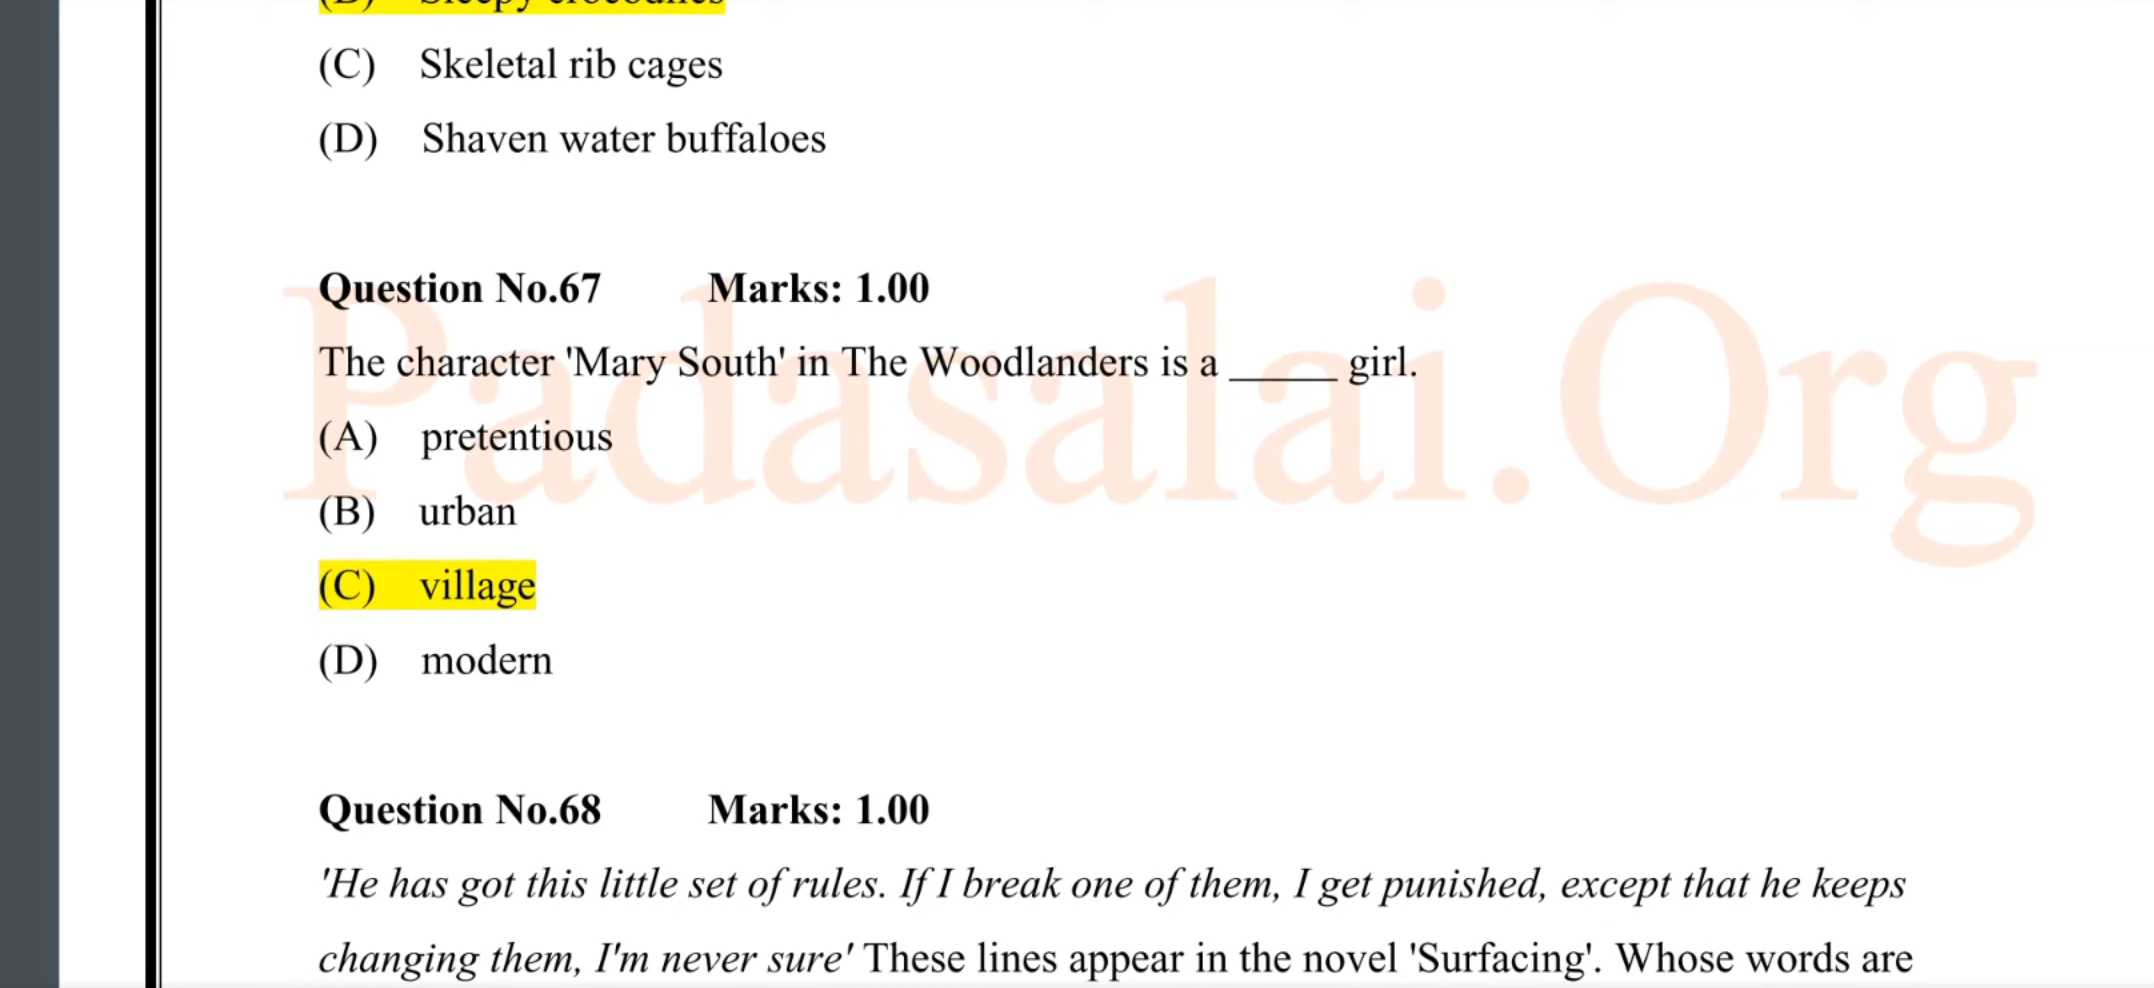 (B) Sleepy crocodiles
(C) Skeletal rib cages
(D) Shaven water buffaloes
Question No.67 Marks: 1.00
The character 'Mary South' in The Woodlanders is a _____ girl.
(A) pretentious
(B) urban
(C) village
(D) modern
Padasalai.Org
Question No.68 Marks: 1.00
'He has got this little set of rules. If I break one of them, I get punished, except that he keeps
changing them, I'm never sure' These lines appear in the novel 'Surfacing'. Whose words are